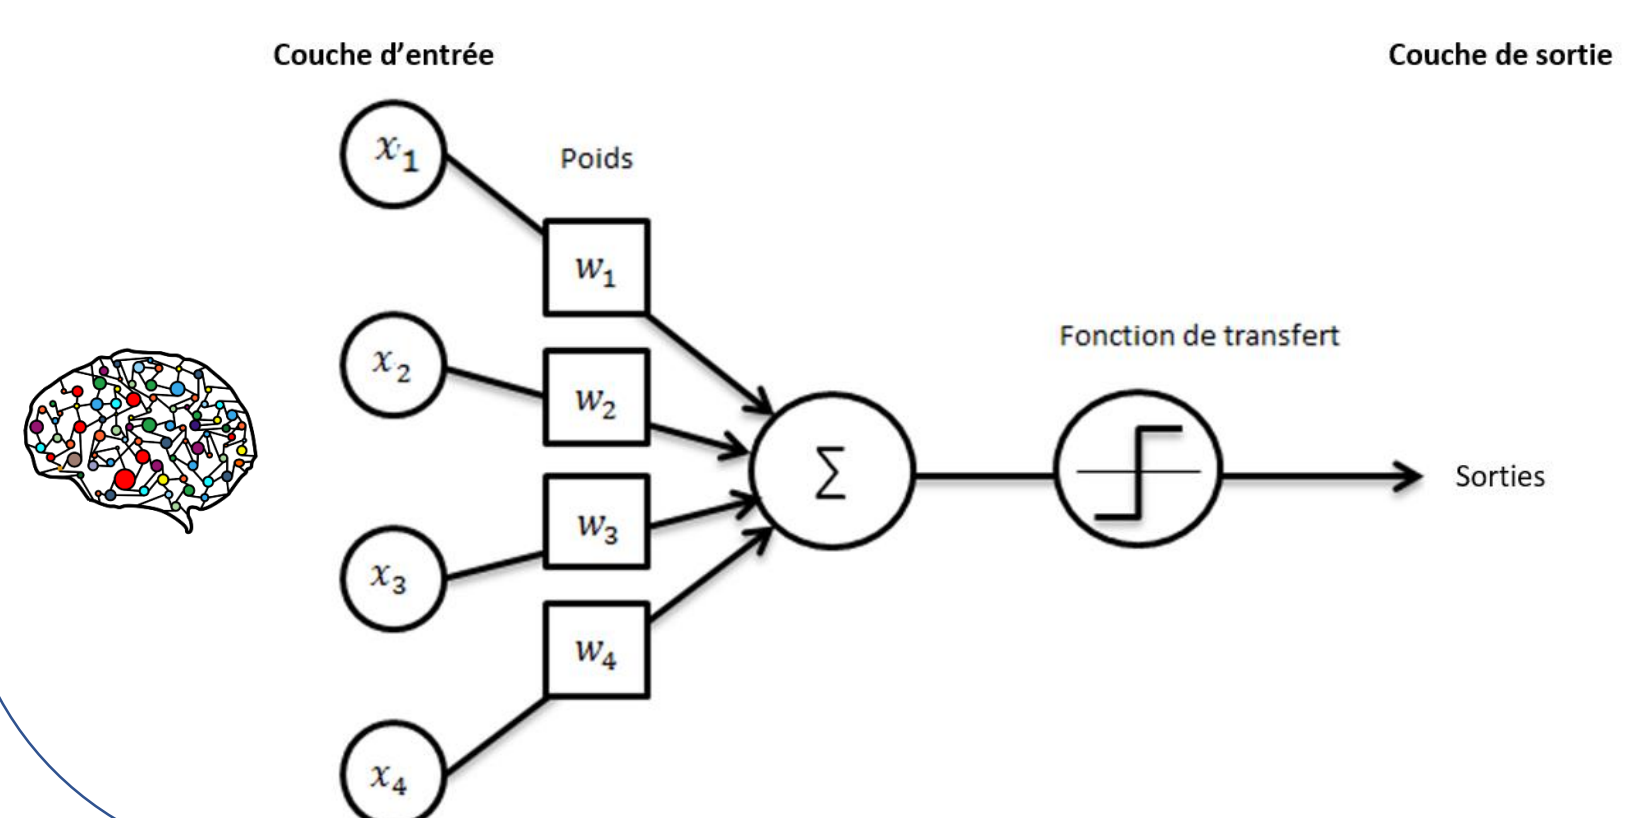 Couche d’entrée
Couche de sortie
x1
Poids
w1
x2
w2
Fonction de transfert
∑
Sorties
w3
x3
w4
x4